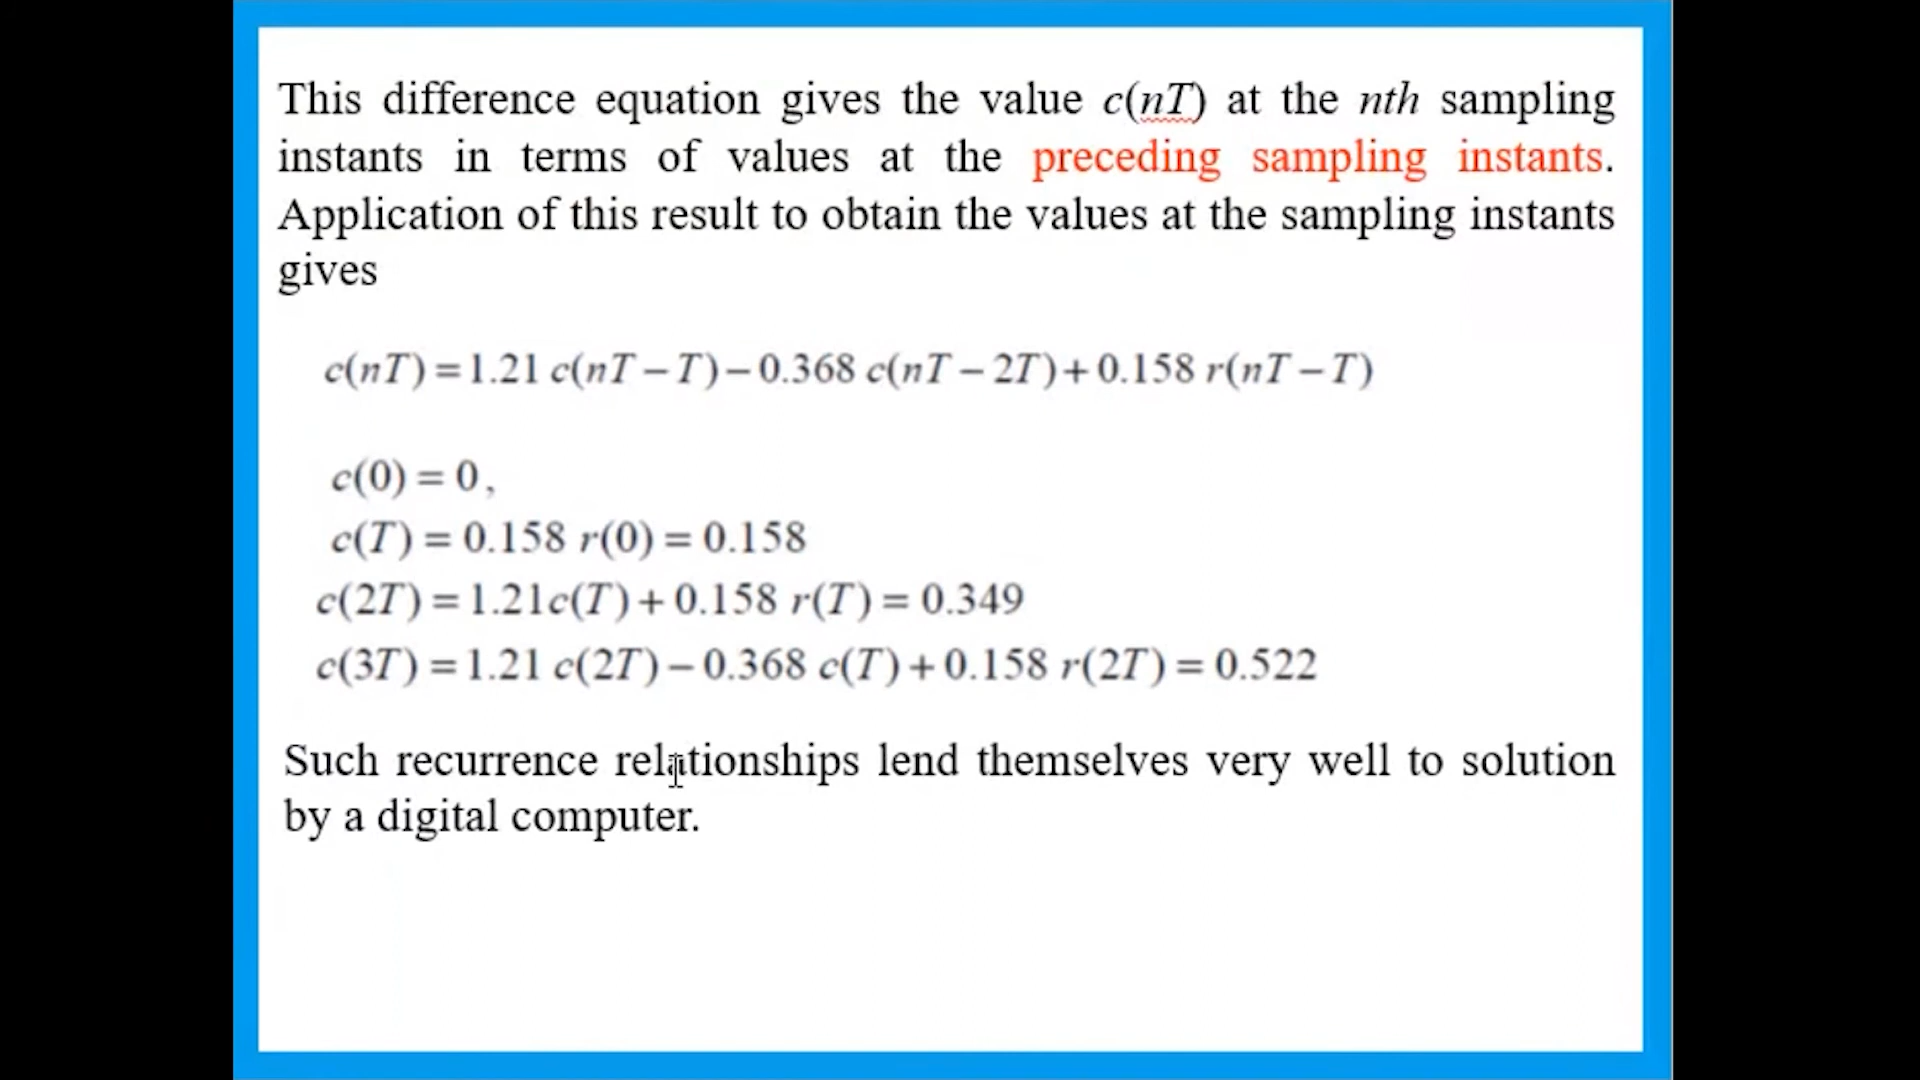 This difference equation gives the value c(nT) at the nth sampling
instants in terms of values at the preceding sampling instants.
Application of this result to obtain the values at the sampling instants
gives
c(nT) = 1.21 c(nT − T) − 0.368 c(nT − 2T) + 0.158 r(nT − T)
c(0) = 0,
c(T) = 0.158 r(0) = 0.158
c(2T) = 1.21c(T) + 0.158 r(T) = 0.349
c(3T) = 1.21 c(2T) − 0.368 c(T) + 0.158 r(2T) = 0.522
Such recurrence relationships lend themselves very well to solution
by a digital computer.